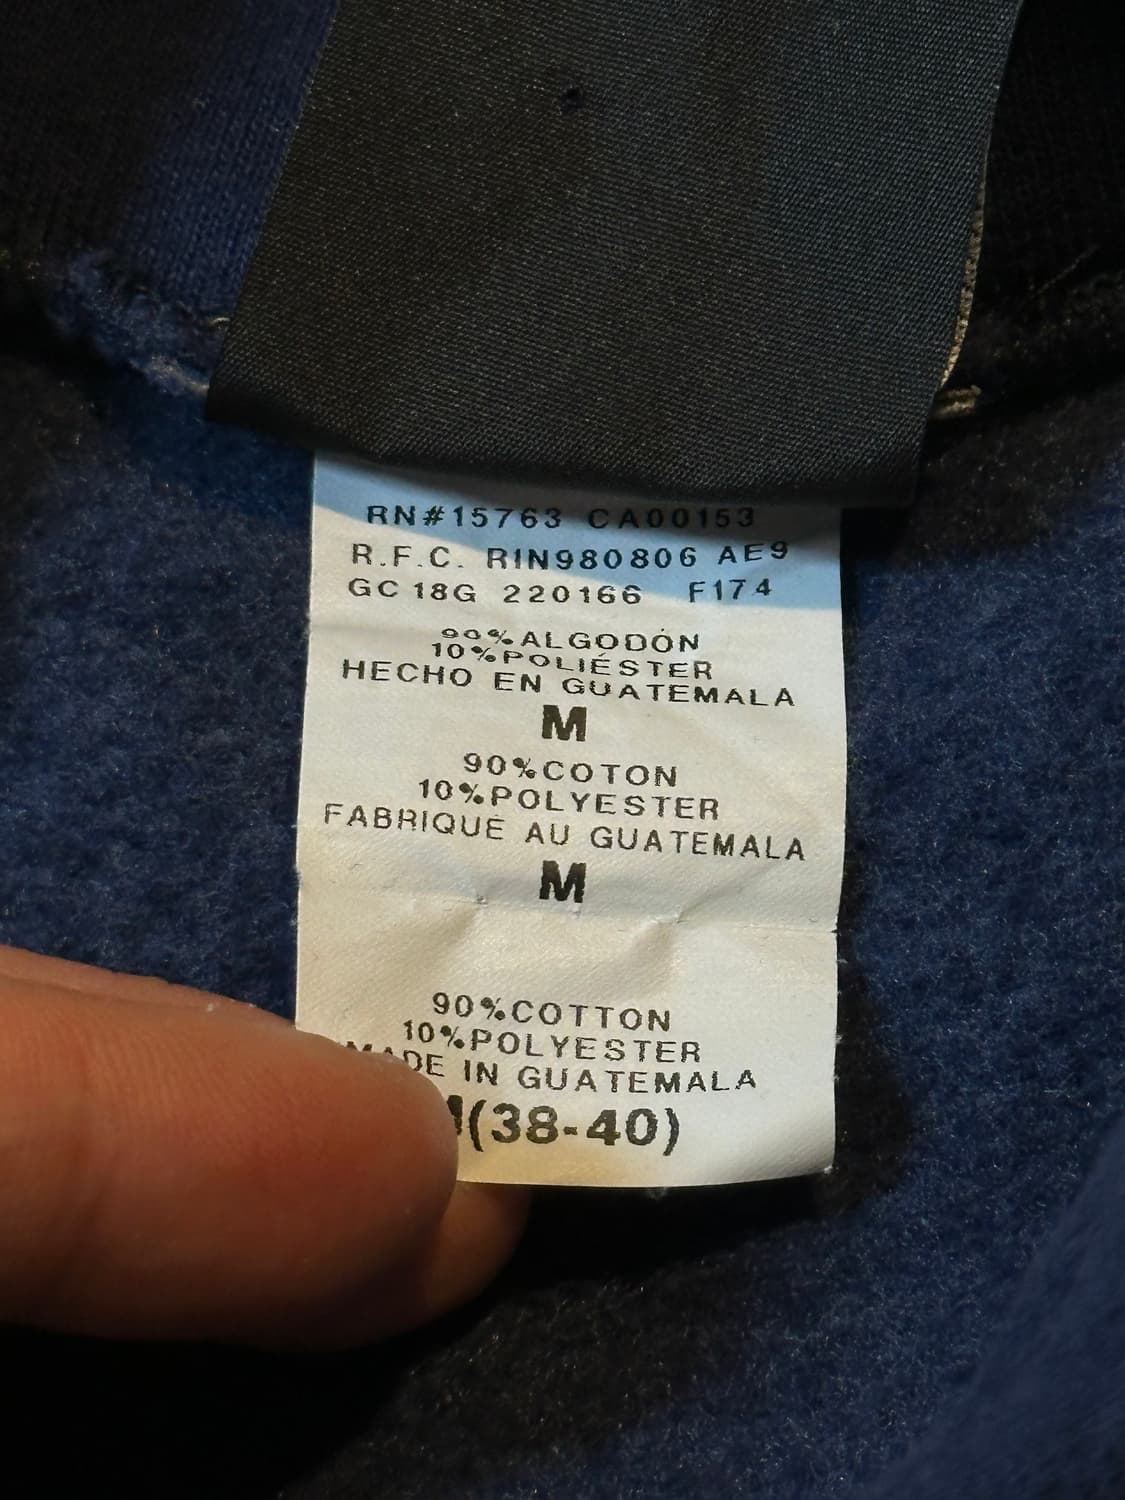 RN#15763 CA00153
R.F.C. RIN980806 AE9
GC 18G 220166 F174
90%ALGODÓN
10%POLIÉSTER
HECHO EN GUATEMALA
M
90%COTON
10%POLYESTER
FABRIQUÉ AU GUATEMALA
M
90%COTTON
10%POLYESTER
MADE IN GUATEMALA
M(38-40)